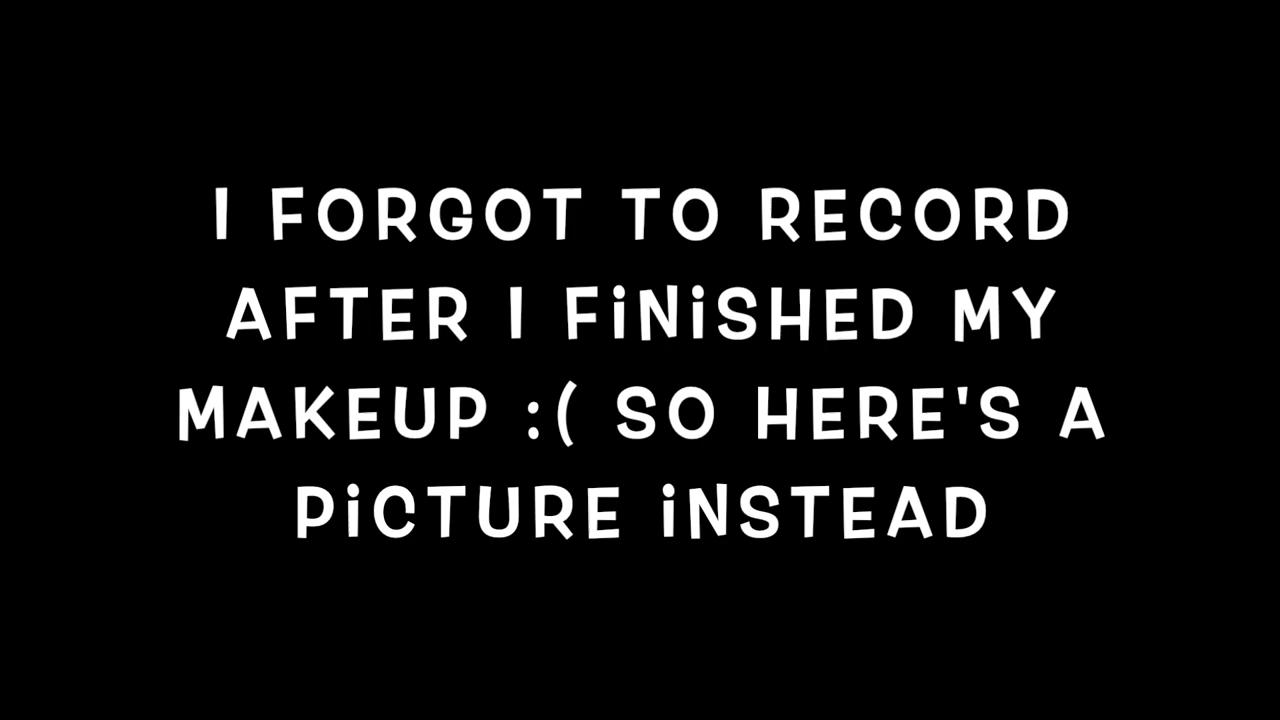 I FORGOT TO RECORD
AFTER I FINISHED MY
MAKEUP :( SO HERE'S A
PICTURE INSTEAD